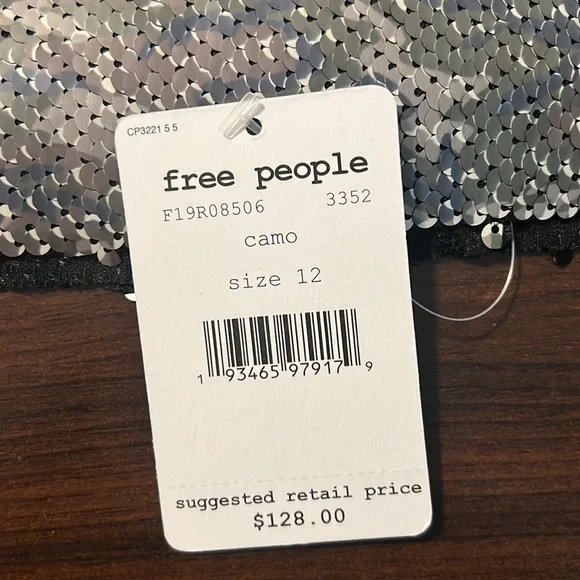 CP3221 5 5
free people
F19R08506 3352
camo
size 12
1 93465 97917 9
suggested retail price
$128.00